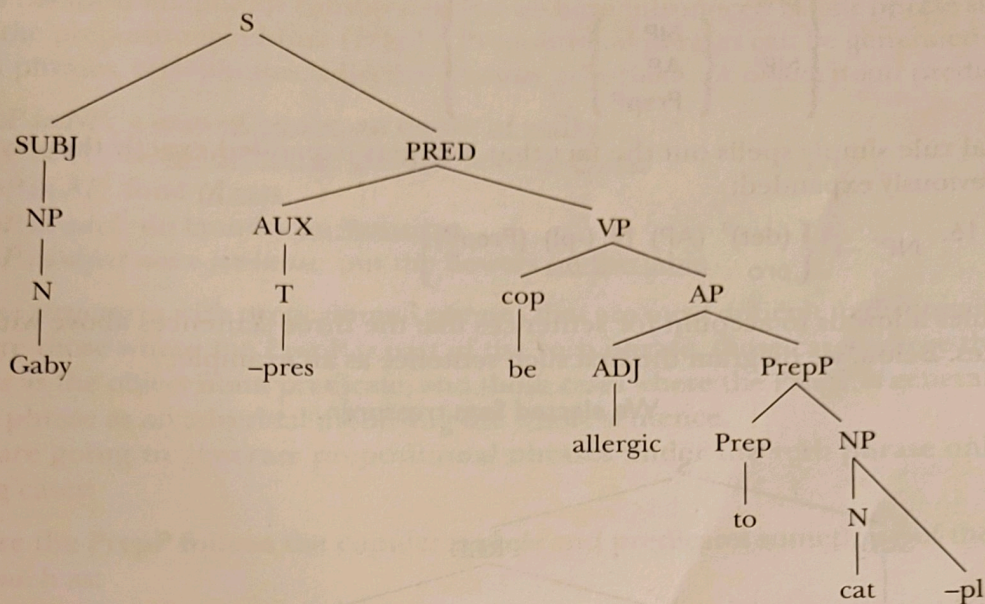 S
SUBJ PRED
NP AUX VP
N T cop AP
Gaby –pres be ADJ PrepP
allergic Prep NP
to N
cat –pl